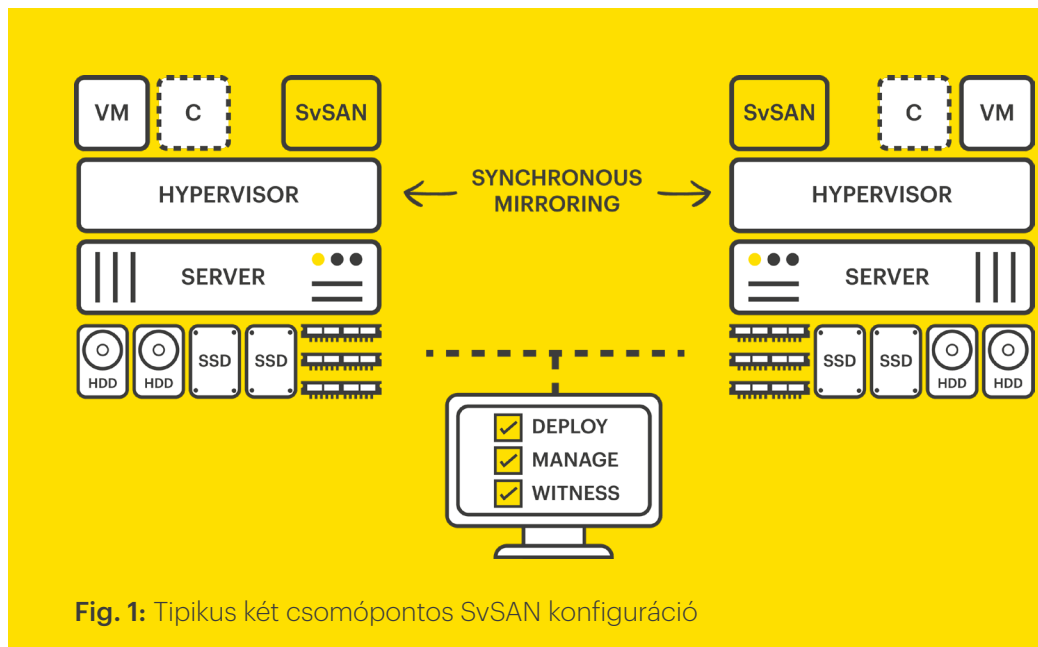 VM C SvSAN SvSAN C VM
HYPERVISOR SYNCHRONOUS MIRRORING HYPERVISOR
SERVER SERVER
HDD HDD SSD SSD SSD SSD HDD HDD
DEPLOY
MANAGE
WITNESS
Fig. 1: Tipikus két csomópontos SvSAN konfiguráció